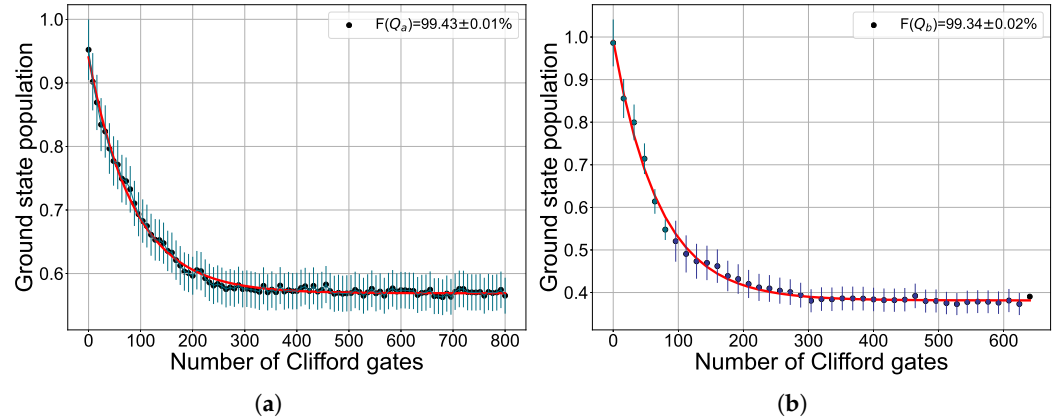 F(Qa)=99.43±0.01%
1.0
0.9
0.8
0.7
0.6
Ground state population
0 100 200 300 400 500 600 700 800
Number of Clifford gates
(a)
F(Qb)=99.34±0.02%
1.0
0.9
0.8
0.7
0.6
0.5
0.4
Ground state population
0 100 200 300 400 500 600
Number of Clifford gates
(b)